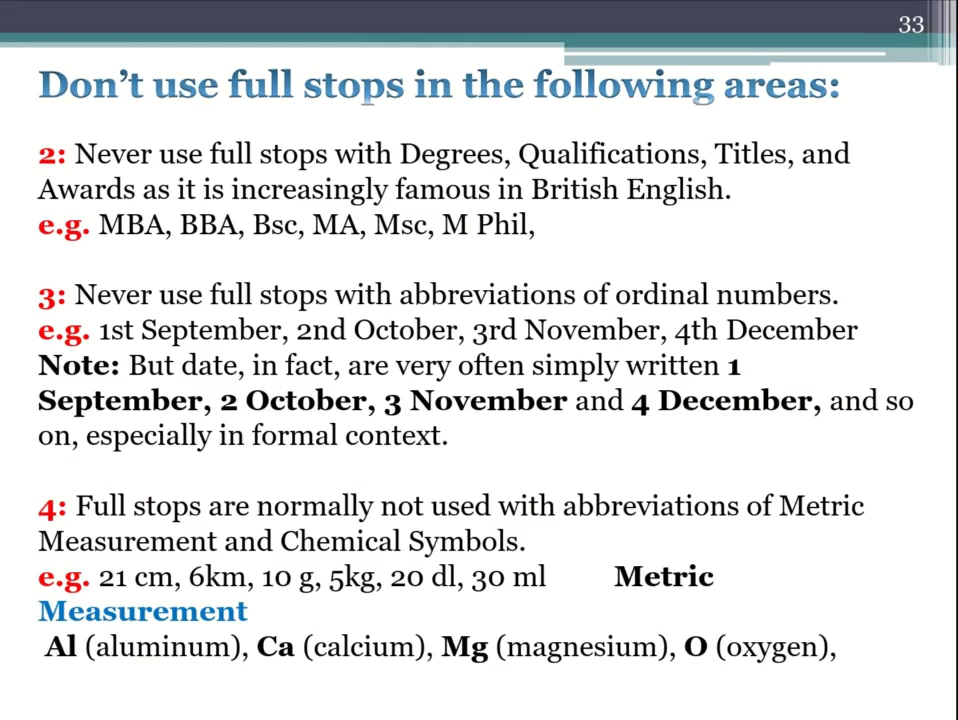 33
Don't use full stops in the following areas:
2: Never use full stops with Degrees, Qualifications, Titles, and
Awards as it is increasingly famous in British English.
e.g. MBA, BBA, Bsc, MA, Msc, M Phil,
3: Never use full stops with abbreviations of ordinal numbers.
e.g. 1st September, 2nd October, 3rd November, 4th December
Note: But date, in fact, are very often simply written 1
September, 2 October, 3 November and 4 December, and so
on, especially in formal context.
4: Full stops are normally not used with abbreviations of Metric
Measurement and Chemical Symbols.
e.g. 21 cm, 6km, 10 g, 5kg, 20 dl, 30 ml Metric
Measurement
Al (aluminum), Ca (calcium), Mg (magnesium), O (oxygen),